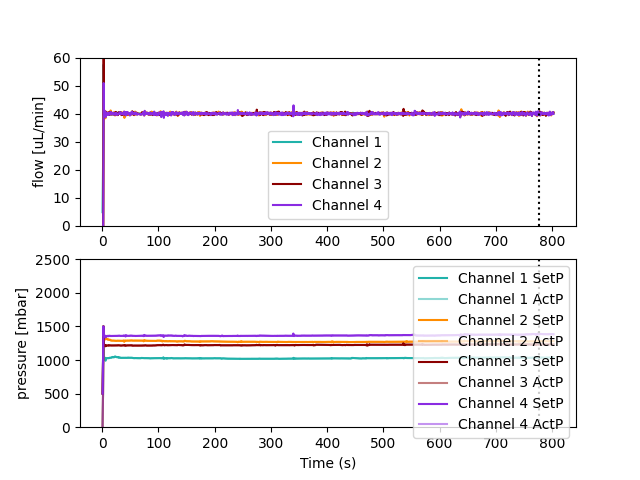 flow [uL/min]
60
50
40
30
20
10
0
Channel 1
Channel 2
Channel 3
Channel 4
0 100 200 300 400 500 600 700 800
pressure [mbar]
2500
2000
1500
1000
500
0
Channel 1 SetP
Channel 1 ActP
Channel 2 SetP
Channel 2 ActP
Channel 3 SetP
Channel 3 ActP
Channel 4 SetP
Channel 4 ActP
0 100 200 300 400 500 600 700 800
Time (s)